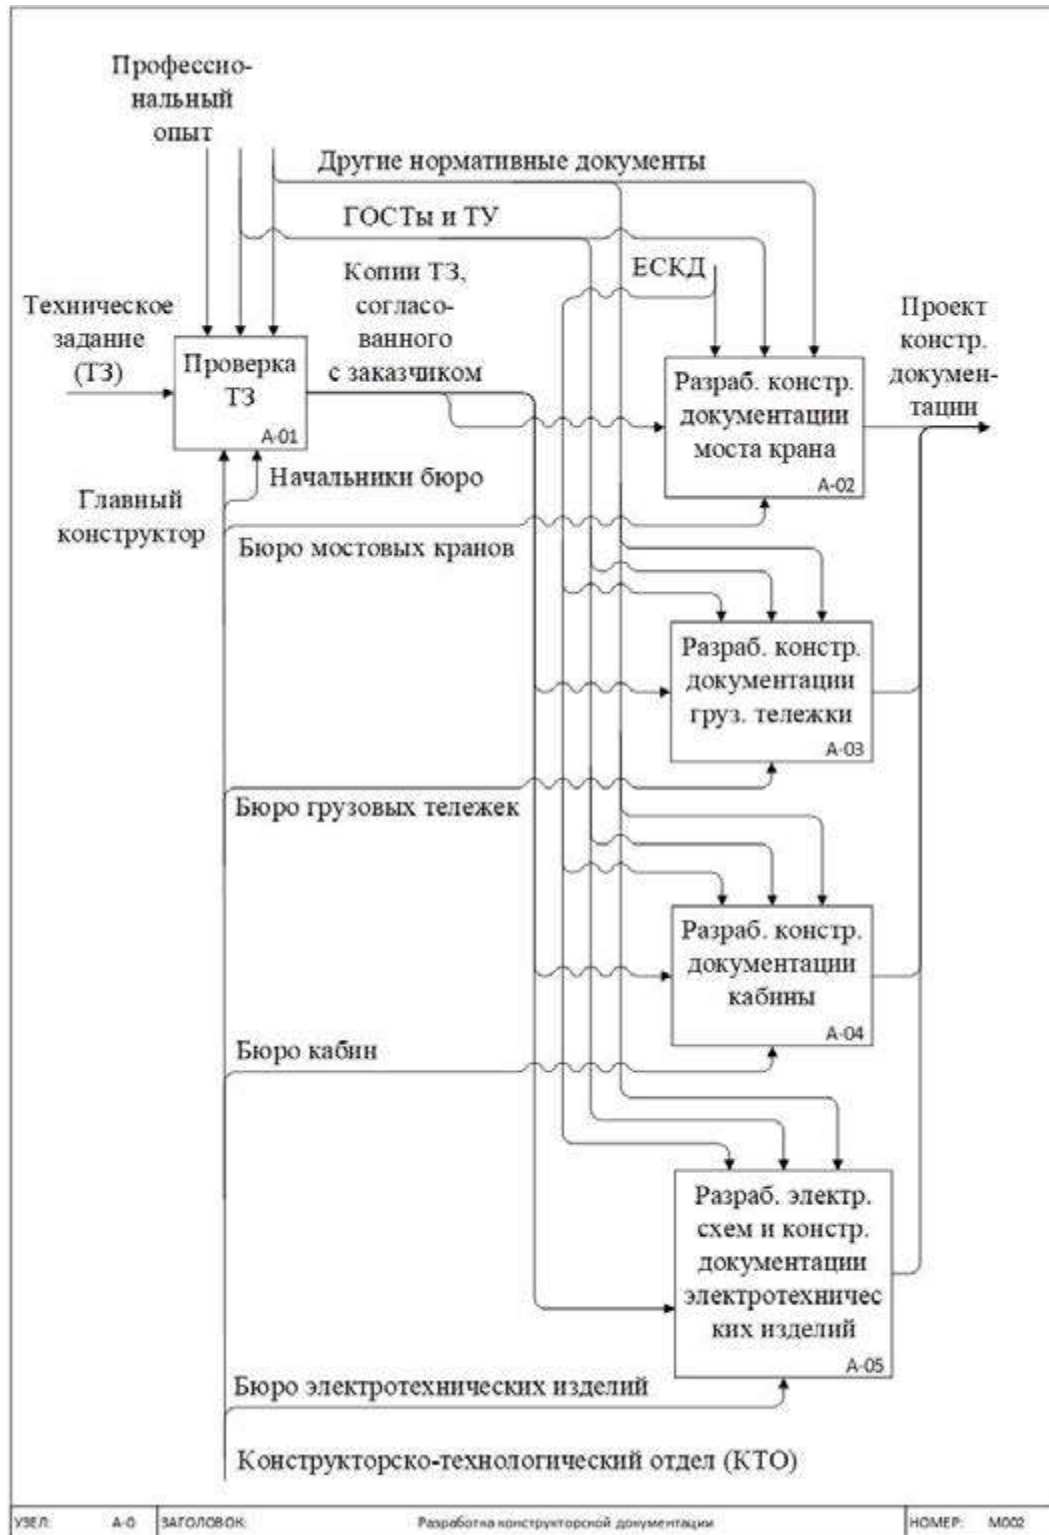 Профессио-
нальный
опыт
Другие нормативные документы
ГОСТы и ТУ
ЕСКД
Копии ТЗ,
согласо-
ванного
с заказчиком
Техническое
задание
(ТЗ)
Проверка
ТЗ
А-01
Проект
констр.
докумен-
тации
Разраб. констр.
документации
моста крана
А-02
Начальники бюро
Главный
конструктор
Бюро мостовых кранов
Разраб. констр.
документации
груз. тележки
А-03
Бюро грузовых тележек
Разраб. констр.
документации
кабины
А-04
Бюро кабин
Разраб. электр.
схем и констр.
документации
электротехничес
ких изделий
А-05
Бюро электротехнических изделий
Конструкторско-технологический отдел (КТО)
УЗЕЛ: А-0 ЗАГОЛОВОК: Разработка конструкторской документации НОМЕР: М002